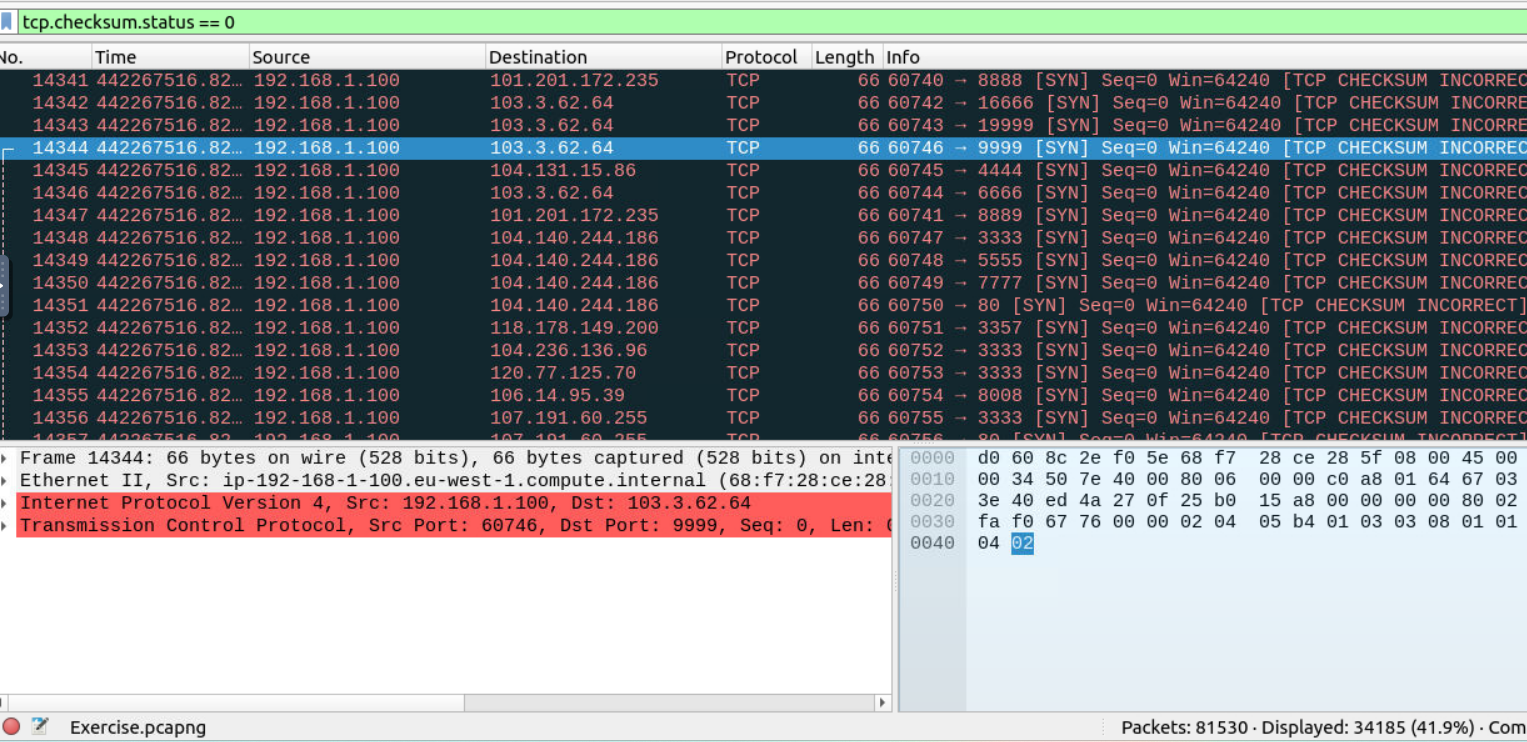 tcp.checksum.status == 0
No. Time Source Destination Protocol Length Info
14341 442267516.82… 192.168.1.100 101.201.172.235 TCP 66 60740 → 8888 [SYN] Seq=0 Win=64240 [TCP CHECKSUM INCORREC
14342 442267516.82… 192.168.1.100 103.3.62.64 TCP 66 60742 → 16666 [SYN] Seq=0 Win=64240 [TCP CHECKSUM INCORRE
14343 442267516.82… 192.168.1.100 103.3.62.64 TCP 66 60743 → 19999 [SYN] Seq=0 Win=64240 [TCP CHECKSUM INCORRE
14344 442267516.82… 192.168.1.100 103.3.62.64 TCP 66 60746 → 9999 [SYN] Seq=0 Win=64240 [TCP CHECKSUM INCORREC
14345 442267516.82… 192.168.1.100 104.131.15.86 TCP 66 60745 → 4444 [SYN] Seq=0 Win=64240 [TCP CHECKSUM INCORREC
14346 442267516.82… 192.168.1.100 103.3.62.64 TCP 66 60744 → 6666 [SYN] Seq=0 Win=64240 [TCP CHECKSUM INCORREC
14347 442267516.82… 192.168.1.100 101.201.172.235 TCP 66 60741 → 8889 [SYN] Seq=0 Win=64240 [TCP CHECKSUM INCORREC
14348 442267516.82… 192.168.1.100 104.140.244.186 TCP 66 60747 → 3333 [SYN] Seq=0 Win=64240 [TCP CHECKSUM INCORREC
14349 442267516.82… 192.168.1.100 104.140.244.186 TCP 66 60748 → 5555 [SYN] Seq=0 Win=64240 [TCP CHECKSUM INCORREC
14350 442267516.82… 192.168.1.100 104.140.244.186 TCP 66 60749 → 7777 [SYN] Seq=0 Win=64240 [TCP CHECKSUM INCORREC
14351 442267516.82… 192.168.1.100 104.140.244.186 TCP 66 60750 → 80 [SYN] Seq=0 Win=64240 [TCP CHECKSUM INCORRECT]
14352 442267516.82… 192.168.1.100 118.178.149.200 TCP 66 60751 → 3357 [SYN] Seq=0 Win=64240 [TCP CHECKSUM INCORREC
14353 442267516.82… 192.168.1.100 104.236.136.96 TCP 66 60752 → 3333 [SYN] Seq=0 Win=64240 [TCP CHECKSUM INCORREC
14354 442267516.82… 192.168.1.100 120.77.125.70 TCP 66 60753 → 3333 [SYN] Seq=0 Win=64240 [TCP CHECKSUM INCORREC
14355 442267516.82… 192.168.1.100 106.14.95.39 TCP 66 60754 → 8008 [SYN] Seq=0 Win=64240 [TCP CHECKSUM INCORREC
14356 442267516.82… 192.168.1.100 107.191.60.255 TCP 66 60755 → 3333 [SYN] Seq=0 Win=64240 [TCP CHECKSUM INCORREC
14357 442267516.82 192.168.1.100 107.191.60.255 TCP 66 60756 → 80 [SYN] Seq=0 Win=64240 [TCP CHECKSUM INCORRECT]
Frame 14344: 66 bytes on wire (528 bits), 66 bytes captured (528 bits) on inte
Ethernet II, Src: ip-192-168-1-100.eu-west-1.compute.internal (68:f7:28:ce:28:
Internet Protocol Version 4, Src: 192.168.1.100, Dst: 103.3.62.64
Transmission Control Protocol, Src Port: 60746, Dst Port: 9999, Seq: 0, Len: 0
0000 d0 60 8c 2e f0 5e 68 f7 28 ce 28 5f 08 00 45 00
0010 00 34 50 7e 40 00 80 06 00 00 c0 a8 01 64 67 03
0020 3e 40 ed 4a 27 0f 25 b0 15 a8 00 00 00 00 80 02
0030 fa f0 67 76 00 00 02 04 05 b4 01 03 03 08 01 01
0040 04 02
Exercise.pcapng
Packets: 81530 · Displayed: 34185 (41.9%) · Com